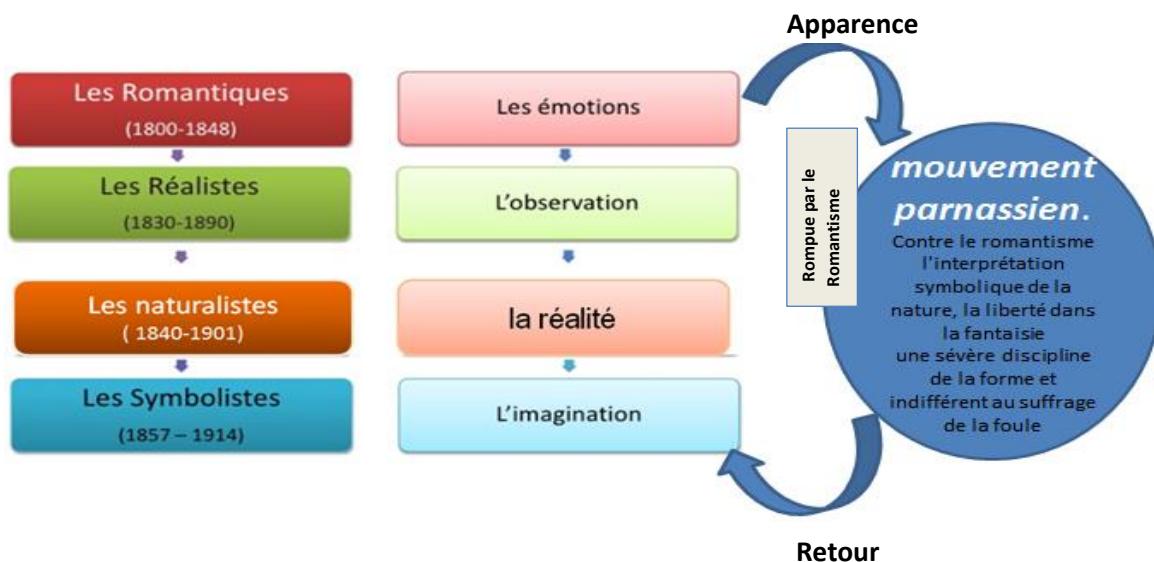 Apparence
Les Romantiques
(1800-1848)
Les émotions
Les Réalistes
(1830-1890)
L'observation
Les naturalistes
( 1840-1901)
la réalité
Les Symbolistes
(1857 – 1914)
L'imagination
Rompue par le
Romantisme
mouvement
parnassien.
Contre le romantisme
l'interprétation
symbolique de la
nature, la liberté dans
la fantaisie
une sévère discipline
de la forme et
indifférent au suffrage
de la foule
Retour